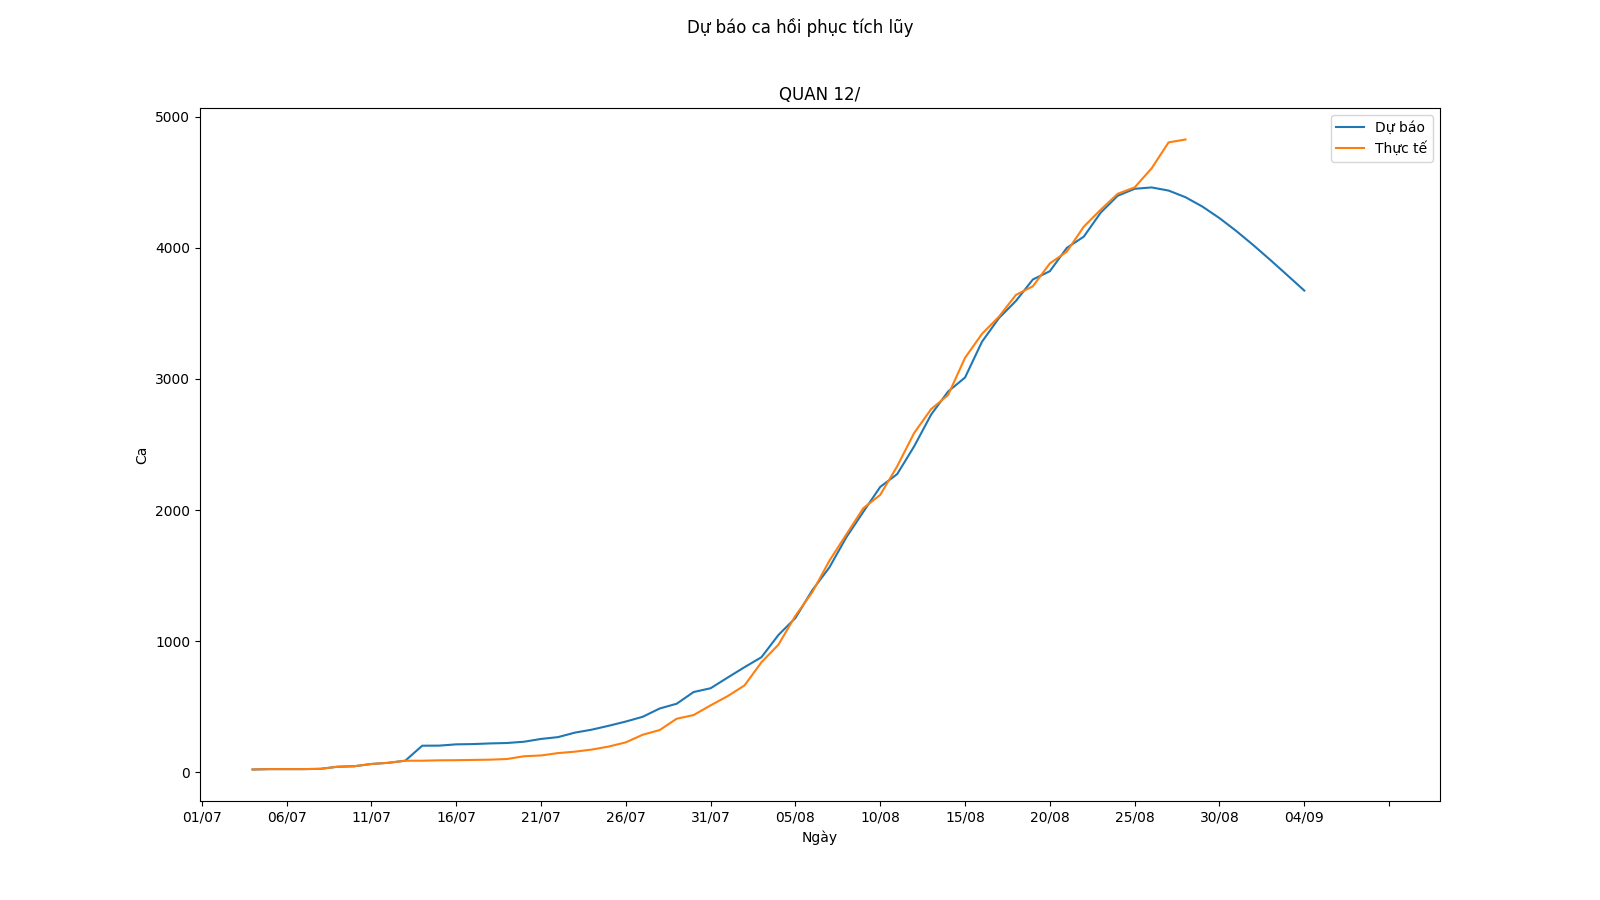 Dự báo ca hồi phục tích lũy
QUAN 12/
Dự báo
Thực tế
5000
4000
3000
2000
1000
0
Ca
01/07 06/07 11/07 16/07 21/07 26/07 31/07 05/08 10/08 15/08 20/08 25/08 30/08 04/09
Ngày